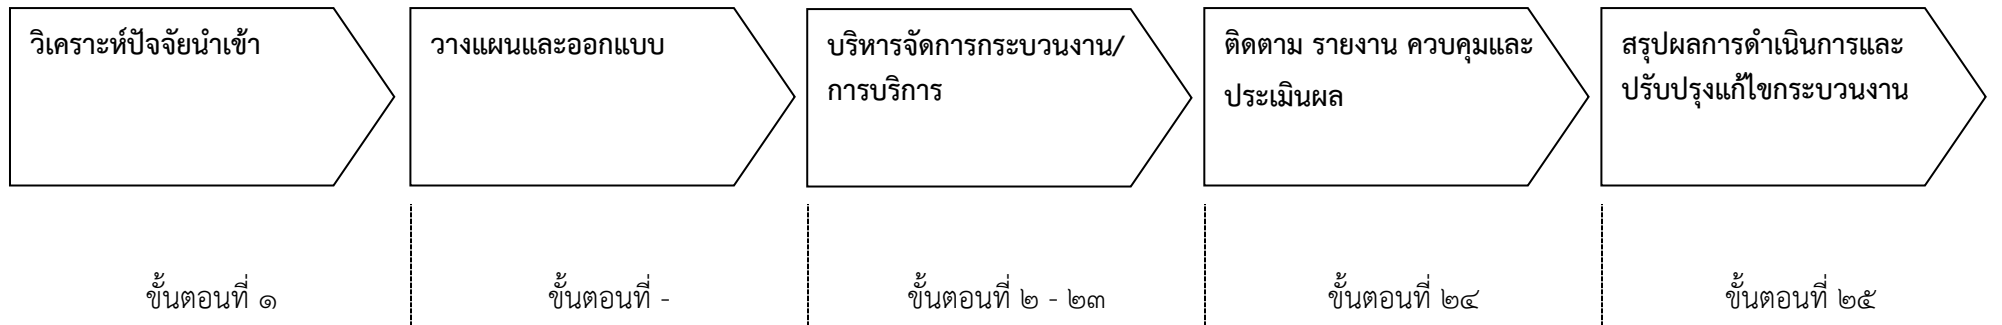 วิเคราะห์ปัจจัยนำเข้า
วางแผนและออกแบบ
บริหารจัดการกระบวนงาน/
การบริการ
ติดตาม รายงาน ควบคุมและ
ประเมินผล
สรุปผลการดำเนินการและ
ปรับปรุงแก้ไขกระบวนงาน
ขั้นตอนที่ ๑
ขั้นตอนที่ -
ขั้นตอนที่ ๒ - ๒๓
ขั้นตอนที่ ๒๔
ขั้นตอนที่ ๒๕